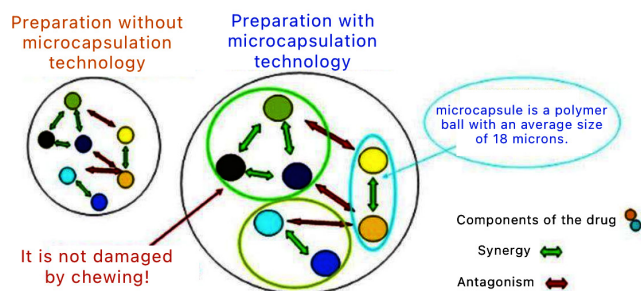 Preparation without
microcapsulation
technology
Preparation with
microcapsulation
technology
microcapsule is a polymer
ball with an average size
of 18 microns.
It is not damaged
by chewing!
Components of the drug
Synergy
Antagonism